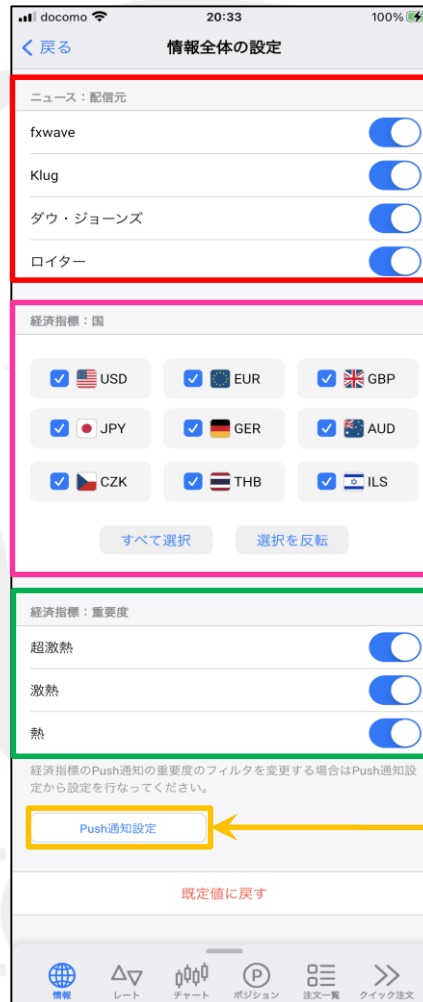 docomo 20:33 100%
戻る 情報全体の設定
ニュース：配信元
fxwave
Klug
ダウ・ジョーンズ
ロイター
経済指標：国
USD EUR GBP
JPY GER AUD
CZK THB ILS
すべて選択 選択を反転
経済指標：重要度
超激熱
激熱
熱
経済指標のPush通知の重要度のフィルタを変更する場合はPush通知設
定から設定を行なってください。
Push通知設定
既定値に戻す
P
情報 レート チャート ポジション 注文一覧 クイック注文